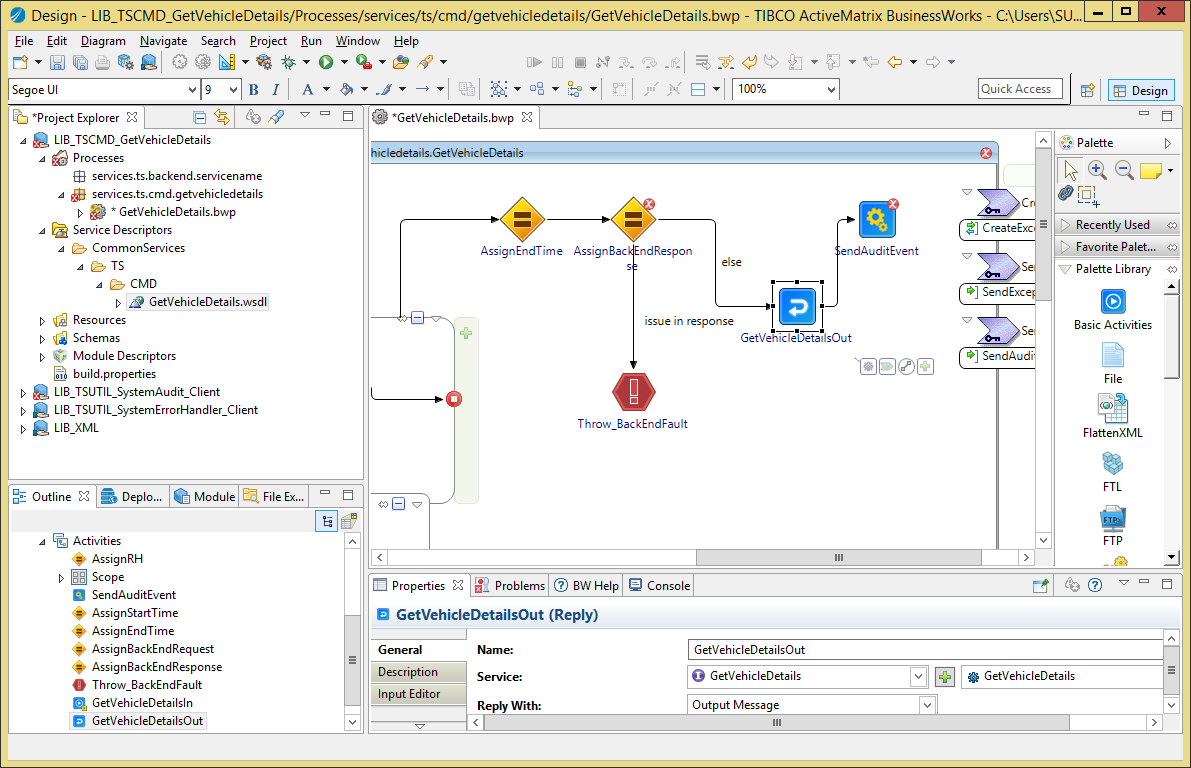 Design - LIB_TSCMD_GetVehicleDetails/Processes/services/ts/cmd/getvehicledetails/GetVehicleDetails.bwp - TIBCO ActiveMatrix BusinessWorks - C:\Users\SU...
File Edit Diagram Navigate Search Project Run Window Help
Segoe UI 9 B I A 100% Quick Access Design
*Project Explorer
LIB_TSCMD_GetVehicleDetails
Processes
services.ts.backend.servicename
services.ts.cmd.getvehicledetails
* GetVehicleDetails.bwp
Service Descriptors
CommonServices
TS
CMD
GetVehicleDetails.wsdl
Resources
Schemas
Module Descriptors
build.properties
LIB_TSUTIL_SystemAudit_Client
LIB_TSUTIL_SystemErrorHandler_Client
LIB_XML
*GetVehicleDetails.bwp
hicledetails.GetVehicleDetails
AssignEndTime
AssignBackEndRespon
se
SendAuditEvent
else
issue in response
GetVehicleDetailsOut
Throw_BackEndFault
Cre
CreateExce
Sen
SendExcep
Sen
SendAudit
Palette
Recently Used
Favorite Palet...
Palette Library
Basic Activities
File
FlattenXML
FTL
FTP
FTP
Outline Deplo... Module File Ex...
Activities
AssignRH
Scope
SendAuditEvent
AssignStartTime
AssignEndTime
AssignBackEndRequest
AssignBackEndResponse
Throw_BackEndFault
GetVehicleDetailsIn
GetVehicleDetailsOut
Properties Problems BW Help Console
GetVehicleDetailsOut (Reply)
General
Description
Input Editor
Name: GetVehicleDetailsOut
Service: GetVehicleDetails GetVehicleDetails
Reply With: Output Message